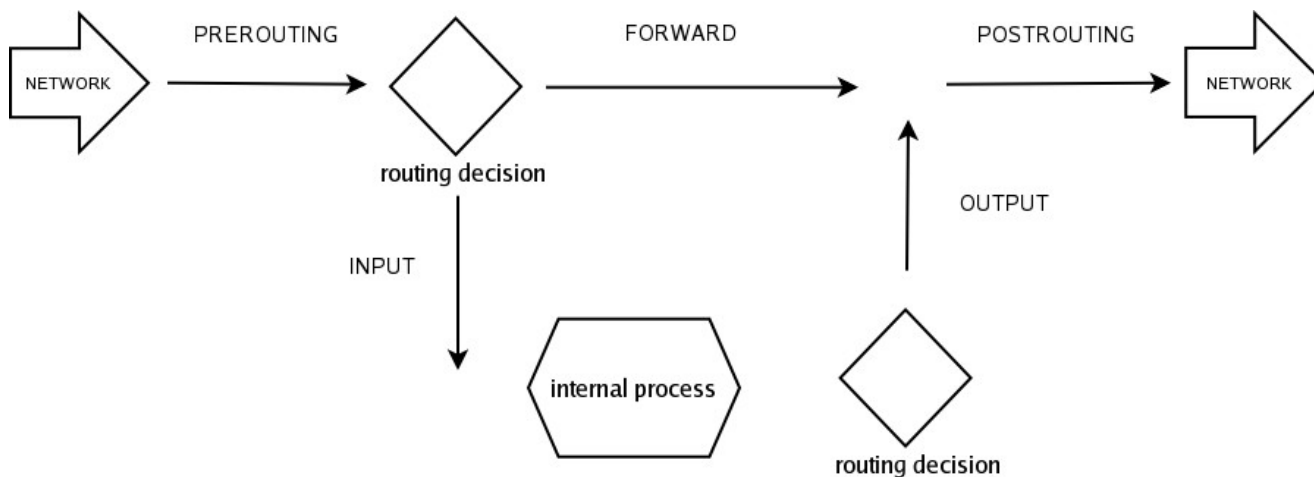 PREROUTING
FORWARD
POSTROUTING
NETWORK
NETWORK
routing decision
OUTPUT
INPUT
internal process
routing decision